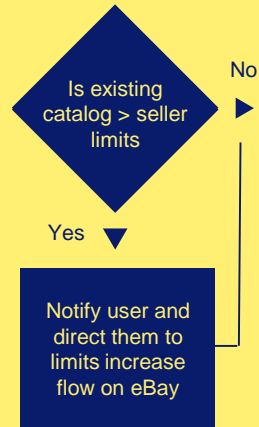 Is existing
catalog > seller
limits
No
Yes
Notify user and
direct them to
limits increase
flow on eBay